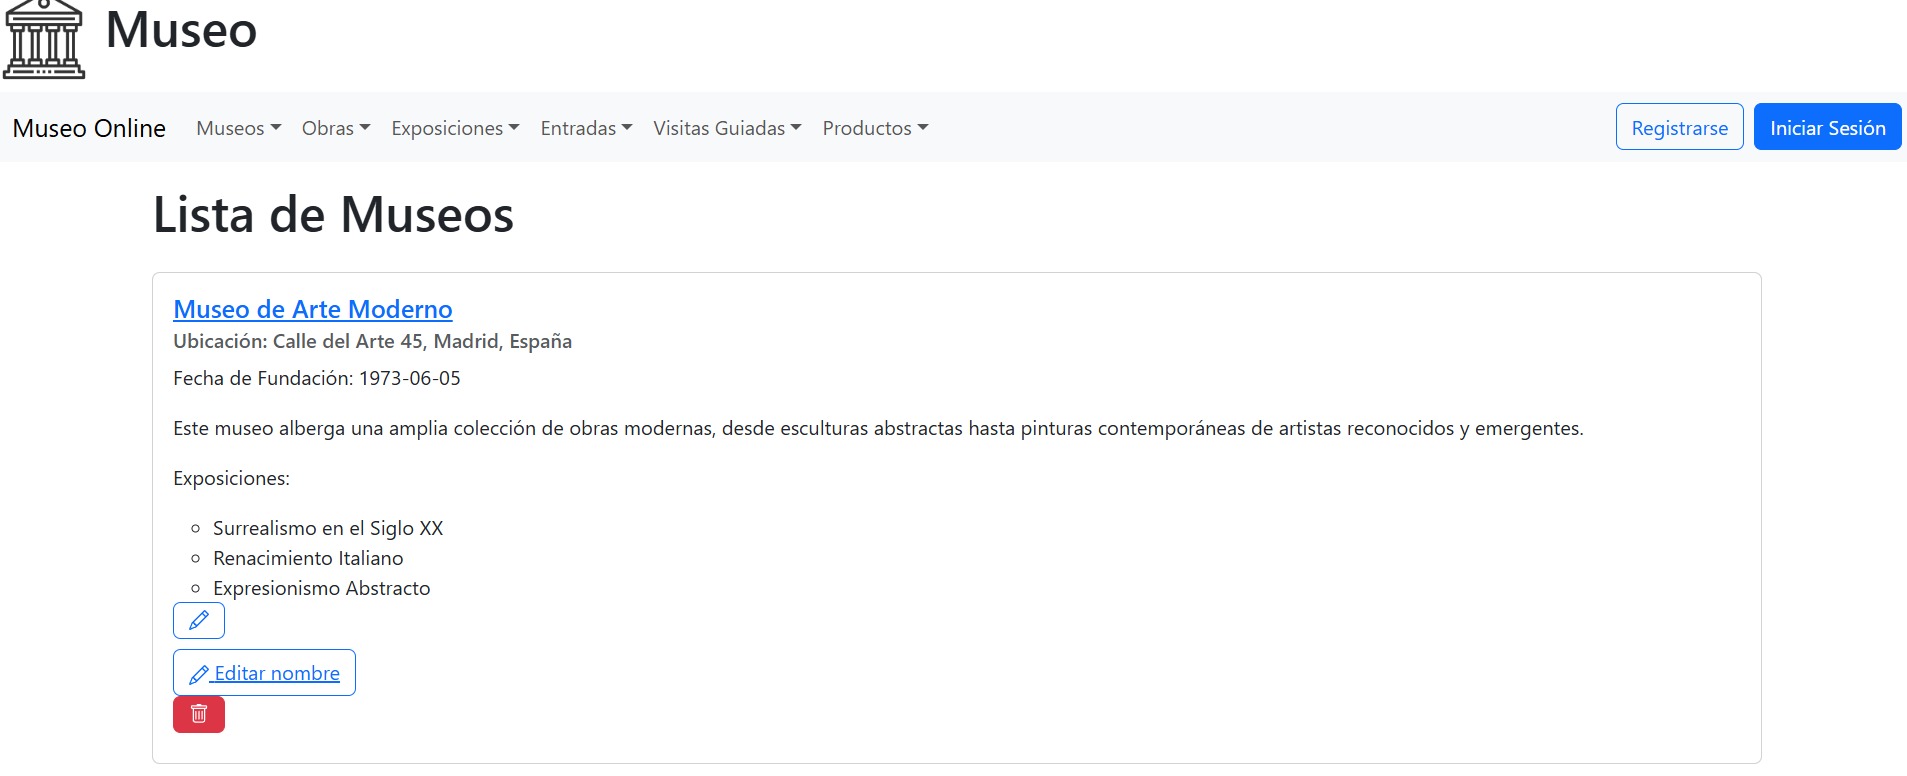 Museo
Museo Online Museos Obras Exposiciones Entradas Visitas Guiadas Productos Registrarse Iniciar Sesión
Lista de Museos
Museo de Arte Moderno
Ubicación: Calle del Arte 45, Madrid, España
Fecha de Fundación: 1973-06-05
Este museo alberga una amplia colección de obras modernas, desde esculturas abstractas hasta pinturas contemporáneas de artistas reconocidos y emergentes.
Exposiciones:
Surrealismo en el Siglo XX
Renacimiento Italiano
Expresionismo Abstracto
Editar nombre